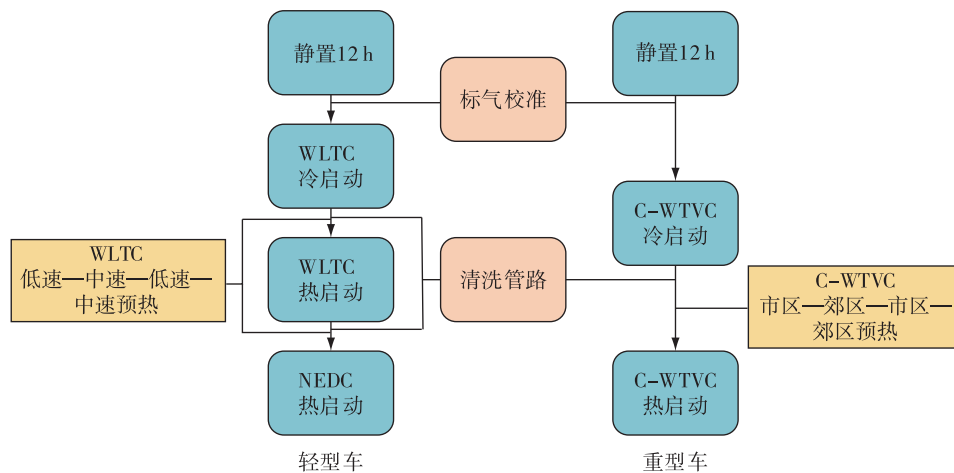 静置12 h
静置12 h
标气校准
WLTC
冷启动
C-WTVC
冷启动
WLTC
低速—中速—低速—
中速预热
WLTC
热启动
清洗管路
C-WTVC
市区—郊区—市区—
郊区预热
NEDC
热启动
C-WTVC
热启动
轻型车
重型车